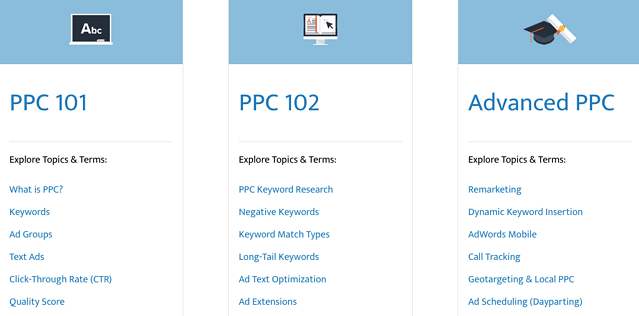 Abc
PPC 101
Explore Topics & Terms:
What is PPC?
Keywords
Ad Groups
Text Ads
Click-Through Rate (CTR)
Quality Score
PPC 102
Explore Topics & Terms:
PPC Keyword Research
Negative Keywords
Keyword Match Types
Long-Tail Keywords
Ad Text Optimization
Ad Extensions
Advanced PPC
Explore Topics & Terms:
Remarketing
Dynamic Keyword Insertion
AdWords Mobile
Call Tracking
Geotargeting & Local PPC
Ad Scheduling (Dayparting)